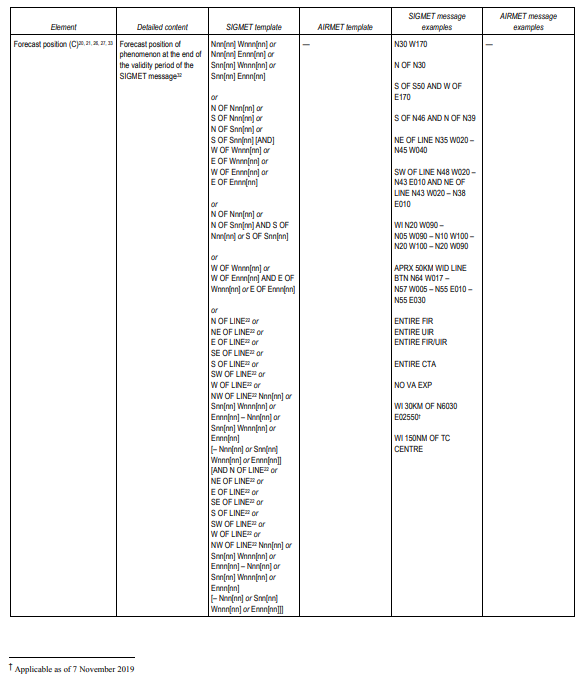 Element
Detailed content
SIGMET template
AIRMET template
SIGMET message
examples
AIRMET message
examples
Forecast position (C)20, 21, 26, 27, 33
Forecast position of
phenomenon at the end of
the validity period of the
SIGMET message32
Nnn[nn] Wnnn[nn] or
Nnn[nn] Ennn[nn] or
Snn[nn] Wnnn[nn] or
Snn[nn] Ennn[nn]
or
N OF Nnn[nn] or
S OF Nnn[nn] or
N OF Snn[nn] or
S OF Snn[nn] [AND]
W OF Wnnn[nn] or
E OF Wnnn[nn] or
W OF Ennn[nn] or
E OF Ennn[nn]
or
N OF Nnn[nn] or
N OF Snn[nn] AND S OF
Nnn[nn] or S OF Snn[nn]
or
W OF Wnnn[nn] or
W OF Ennn[nn] AND E OF
Wnnn[nn] or E OF Ennn[nn]
or
N OF LINE22 or
NE OF LINE22 or
E OF LINE22 or
SE OF LINE22 or
S OF LINE22 or
SW OF LINE22 or
W OF LINE22 or
NW OF LINE22 Nnn[nn] or
Snn[nn] Wnnn[nn] or
Ennn[nn] – Nnn[nn] or
Snn[nn] Wnnn[nn] or
Ennn[nn]
[– Nnn[nn] or Snn[nn]
Wnnn[nn] or Ennn[nn]]
[AND N OF LINE22 or
NE OF LINE22 or
E OF LINE22 or
SE OF LINE22 or
S OF LINE22 or
SW OF LINE22 or
W OF LINE22 or
NW OF LINE22 Nnn[nn] or
Snn[nn] Wnnn[nn] or
Ennn[nn] – Nnn[nn] or
Snn[nn] Wnnn[nn] or
Ennn[nn]
[– Nnn[nn] or Snn[nn]
Wnnn[nn] or Ennn[nn]]]
—
N30 W170
N OF N30
S OF S50 AND W OF
E170
S OF N46 AND N OF N39
NE OF LINE N35 W020 –
N45 W040
SW OF LINE N48 W020 –
N43 E010 AND NE OF
LINE N43 W020 – N38
E010
WI N20 W090 –
N05 W090 – N10 W100 –
N20 W100 – N20 W090
APRX 50KM WID LINE
BTN N64 W017 –
N57 W005 – N55 E010 –
N55 E030
ENTIRE FIR
ENTIRE UIR
ENTIRE FIR/UIR
ENTIRE CTA
NO VA EXP
WI 30KM OF N6030
E02550†
WI 150NM OF TC
CENTRE
—
† Applicable as of 7 November 2019